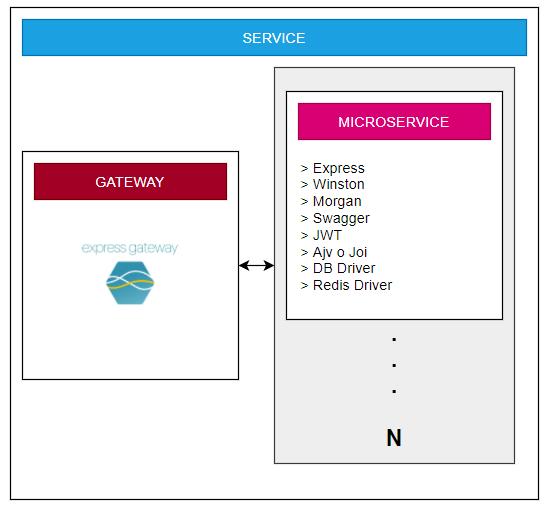 SERVICE
GATEWAY
express gateway
MICROSERVICE
> Express
> Winston
> Morgan
> Swagger
> JWT
> Ajv o Joi
> DB Driver
> Redis Driver
.
.
.
N